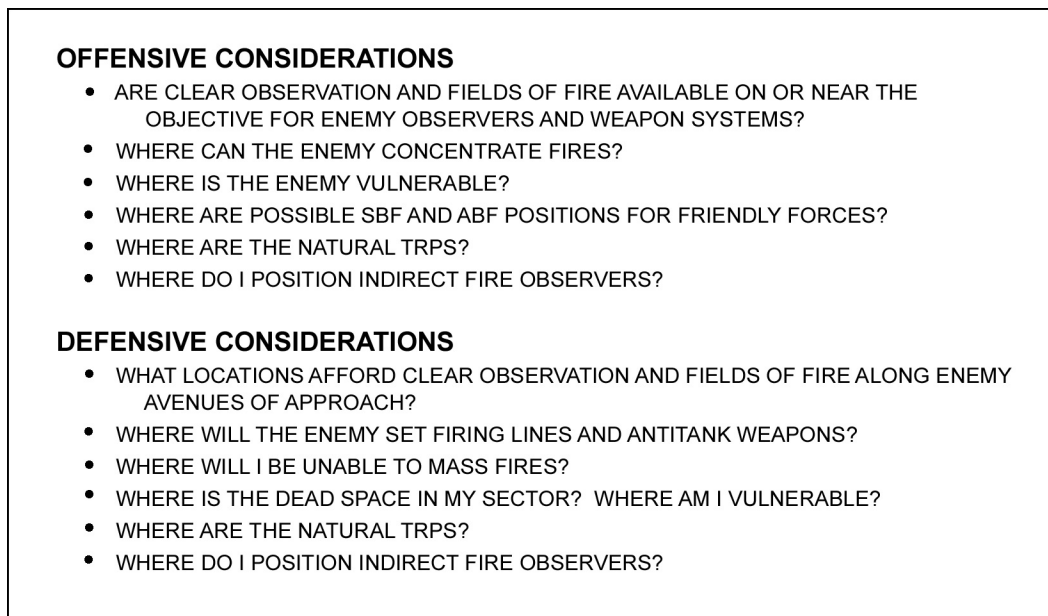 OFFENSIVE CONSIDERATIONS
• ARE CLEAR OBSERVATION AND FIELDS OF FIRE AVAILABLE ON OR NEAR THE
OBJECTIVE FOR ENEMY OBSERVERS AND WEAPON SYSTEMS?
• WHERE CAN THE ENEMY CONCENTRATE FIRES?
• WHERE IS THE ENEMY VULNERABLE?
• WHERE ARE POSSIBLE SBF AND ABF POSITIONS FOR FRIENDLY FORCES?
• WHERE ARE THE NATURAL TRPS?
• WHERE DO I POSITION INDIRECT FIRE OBSERVERS?
DEFENSIVE CONSIDERATIONS
• WHAT LOCATIONS AFFORD CLEAR OBSERVATION AND FIELDS OF FIRE ALONG ENEMY
AVENUES OF APPROACH?
• WHERE WILL THE ENEMY SET FIRING LINES AND ANTITANK WEAPONS?
• WHERE WILL I BE UNABLE TO MASS FIRES?
• WHERE IS THE DEAD SPACE IN MY SECTOR?  WHERE AM I VULNERABLE?
• WHERE ARE THE NATURAL TRPS?
• WHERE DO I POSITION INDIRECT FIRE OBSERVERS?